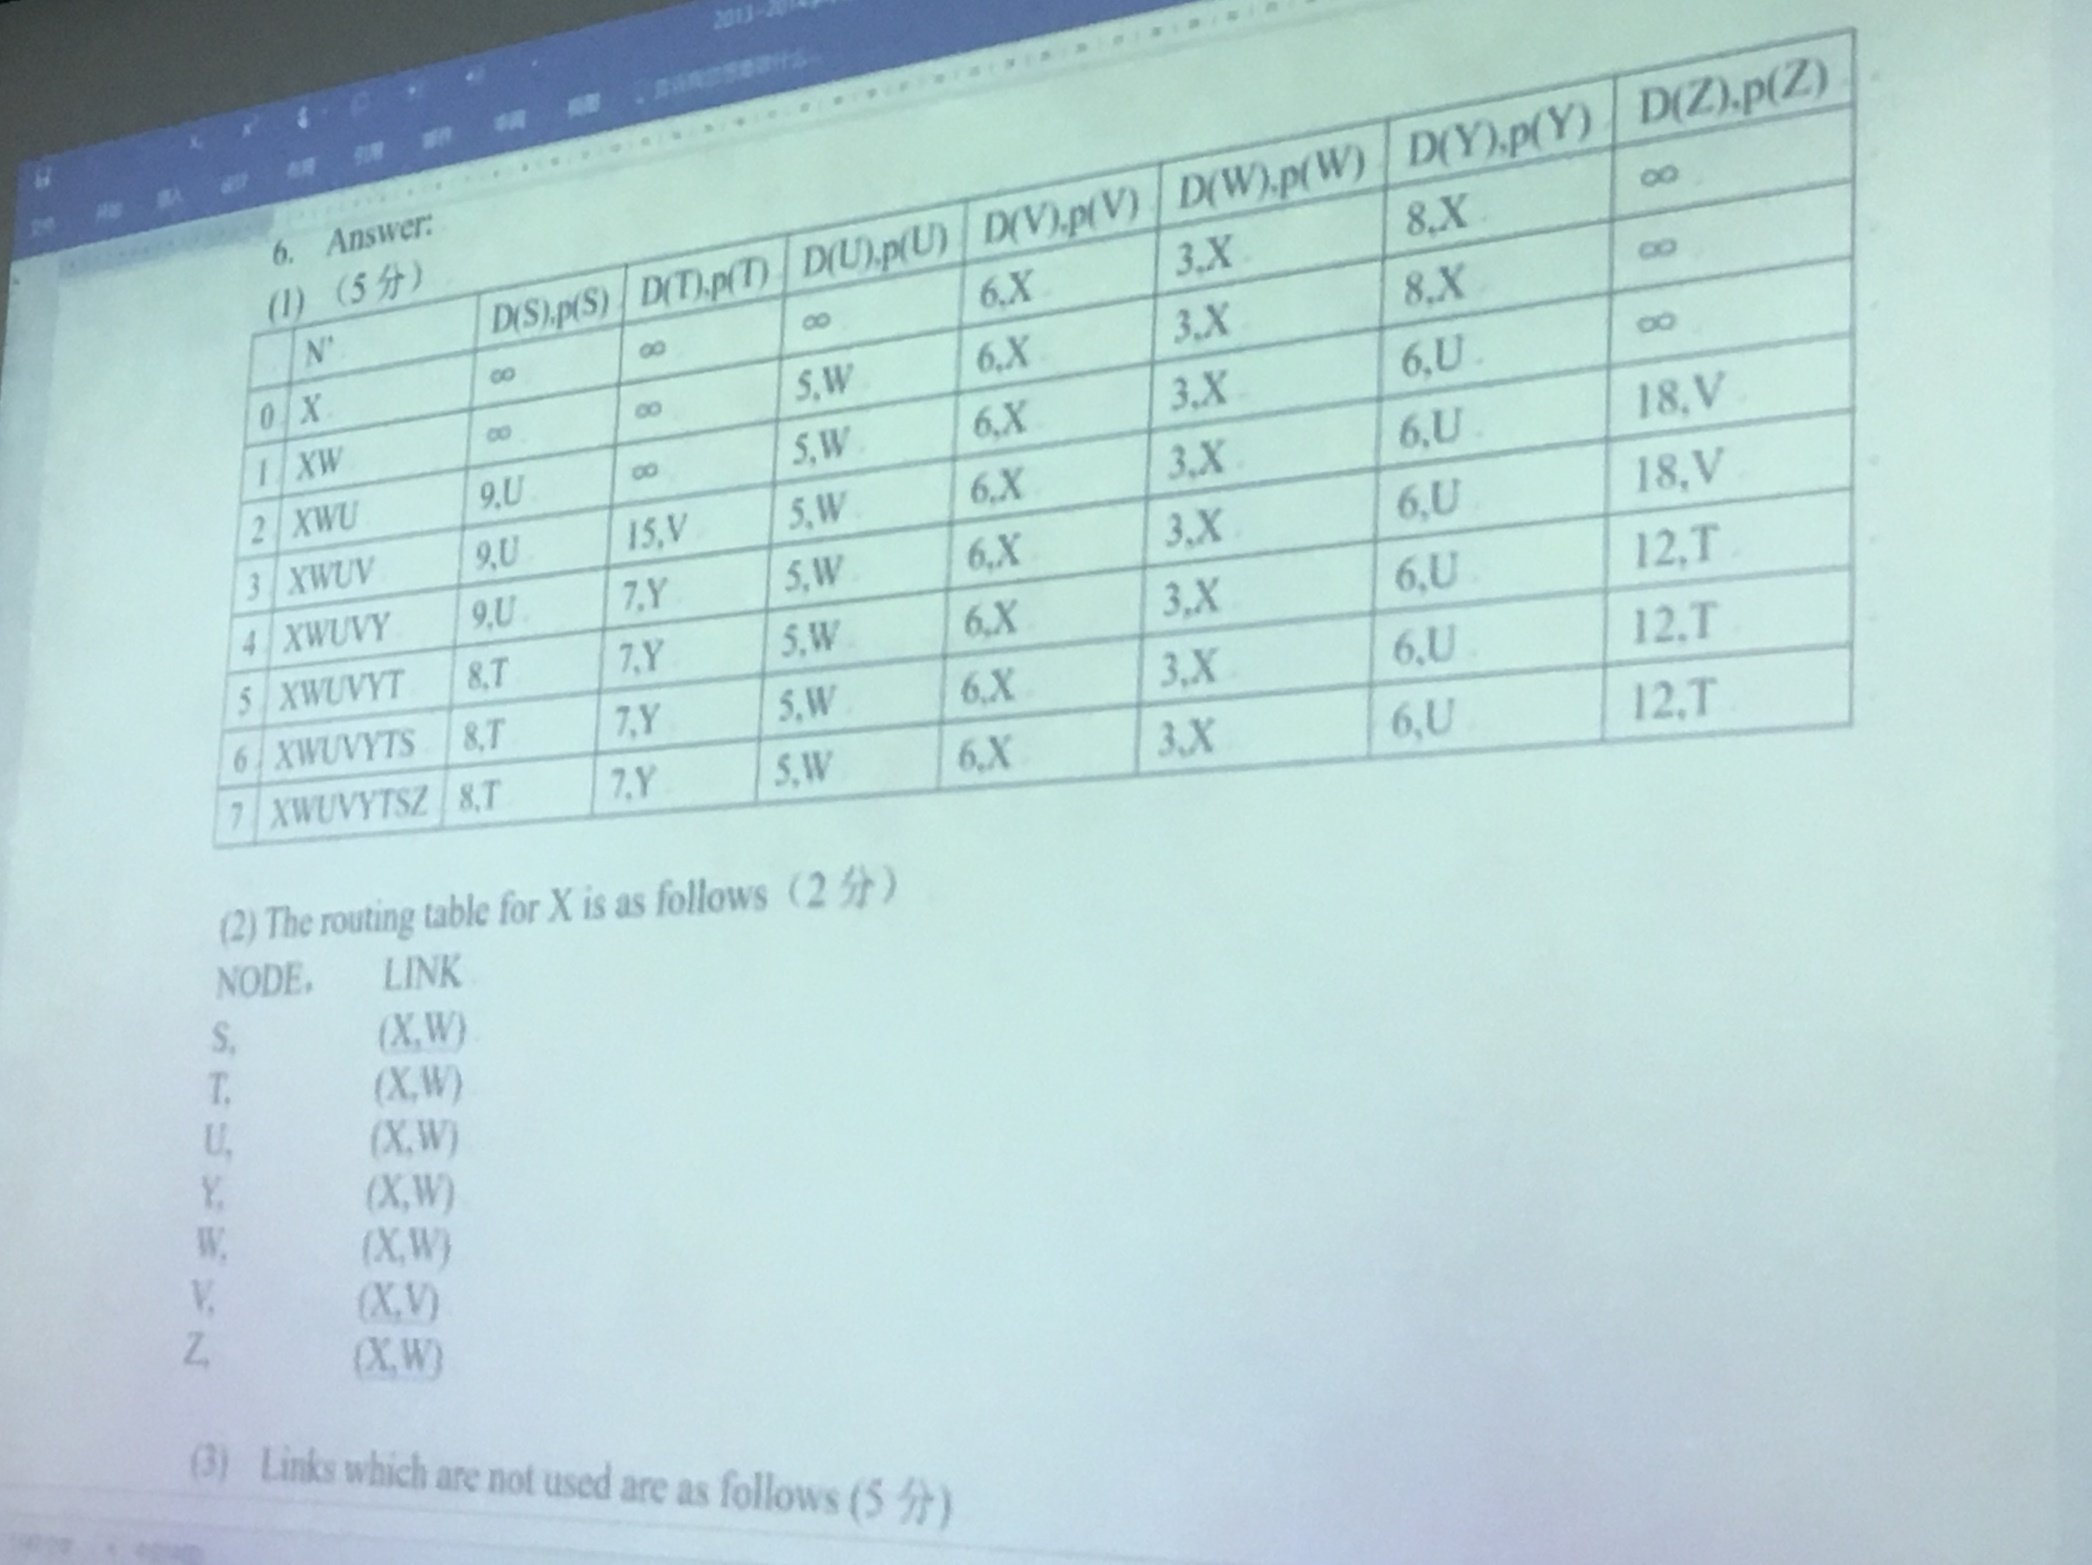 6. Answer:
(1) (5 分)
N' D(S),p(S) D(T),p(T) D(U),p(U) D(V),p(V) D(W),p(W) D(Y),p(Y) D(Z),p(Z)
0 X ∞ ∞ ∞ 6,X 3,X 8,X ∞
1 XW ∞ ∞ 5,W 6,X 3,X 8,X ∞
2 XWU 9,U ∞ 5,W 6,X 3,X 6,U ∞
3 XWUV 9,U 15,V 5,W 6,X 3,X 6,U 18,V
4 XWUVY 9,U 7,Y 5,W 6,X 3,X 6,U 18,V
5 XWUVYT 8,T 7,Y 5,W 6,X 3,X 6,U 12,T
6 XWUVYTS 8,T 7,Y 5,W 6,X 3,X 6,U 12,T
7 XWUVYTSZ 8,T 7,Y 5,W 6,X 3,X 6,U 12,T
(2) The routing table for X is as follows (2 分)
NODE, LINK
S, (X,W)
T, (X,W)
U, (X,W)
Y, (X,W)
W, (X,W)
V, (X,V)
Z, (X,W)
(3) Links which are not used are as follows (5 分)